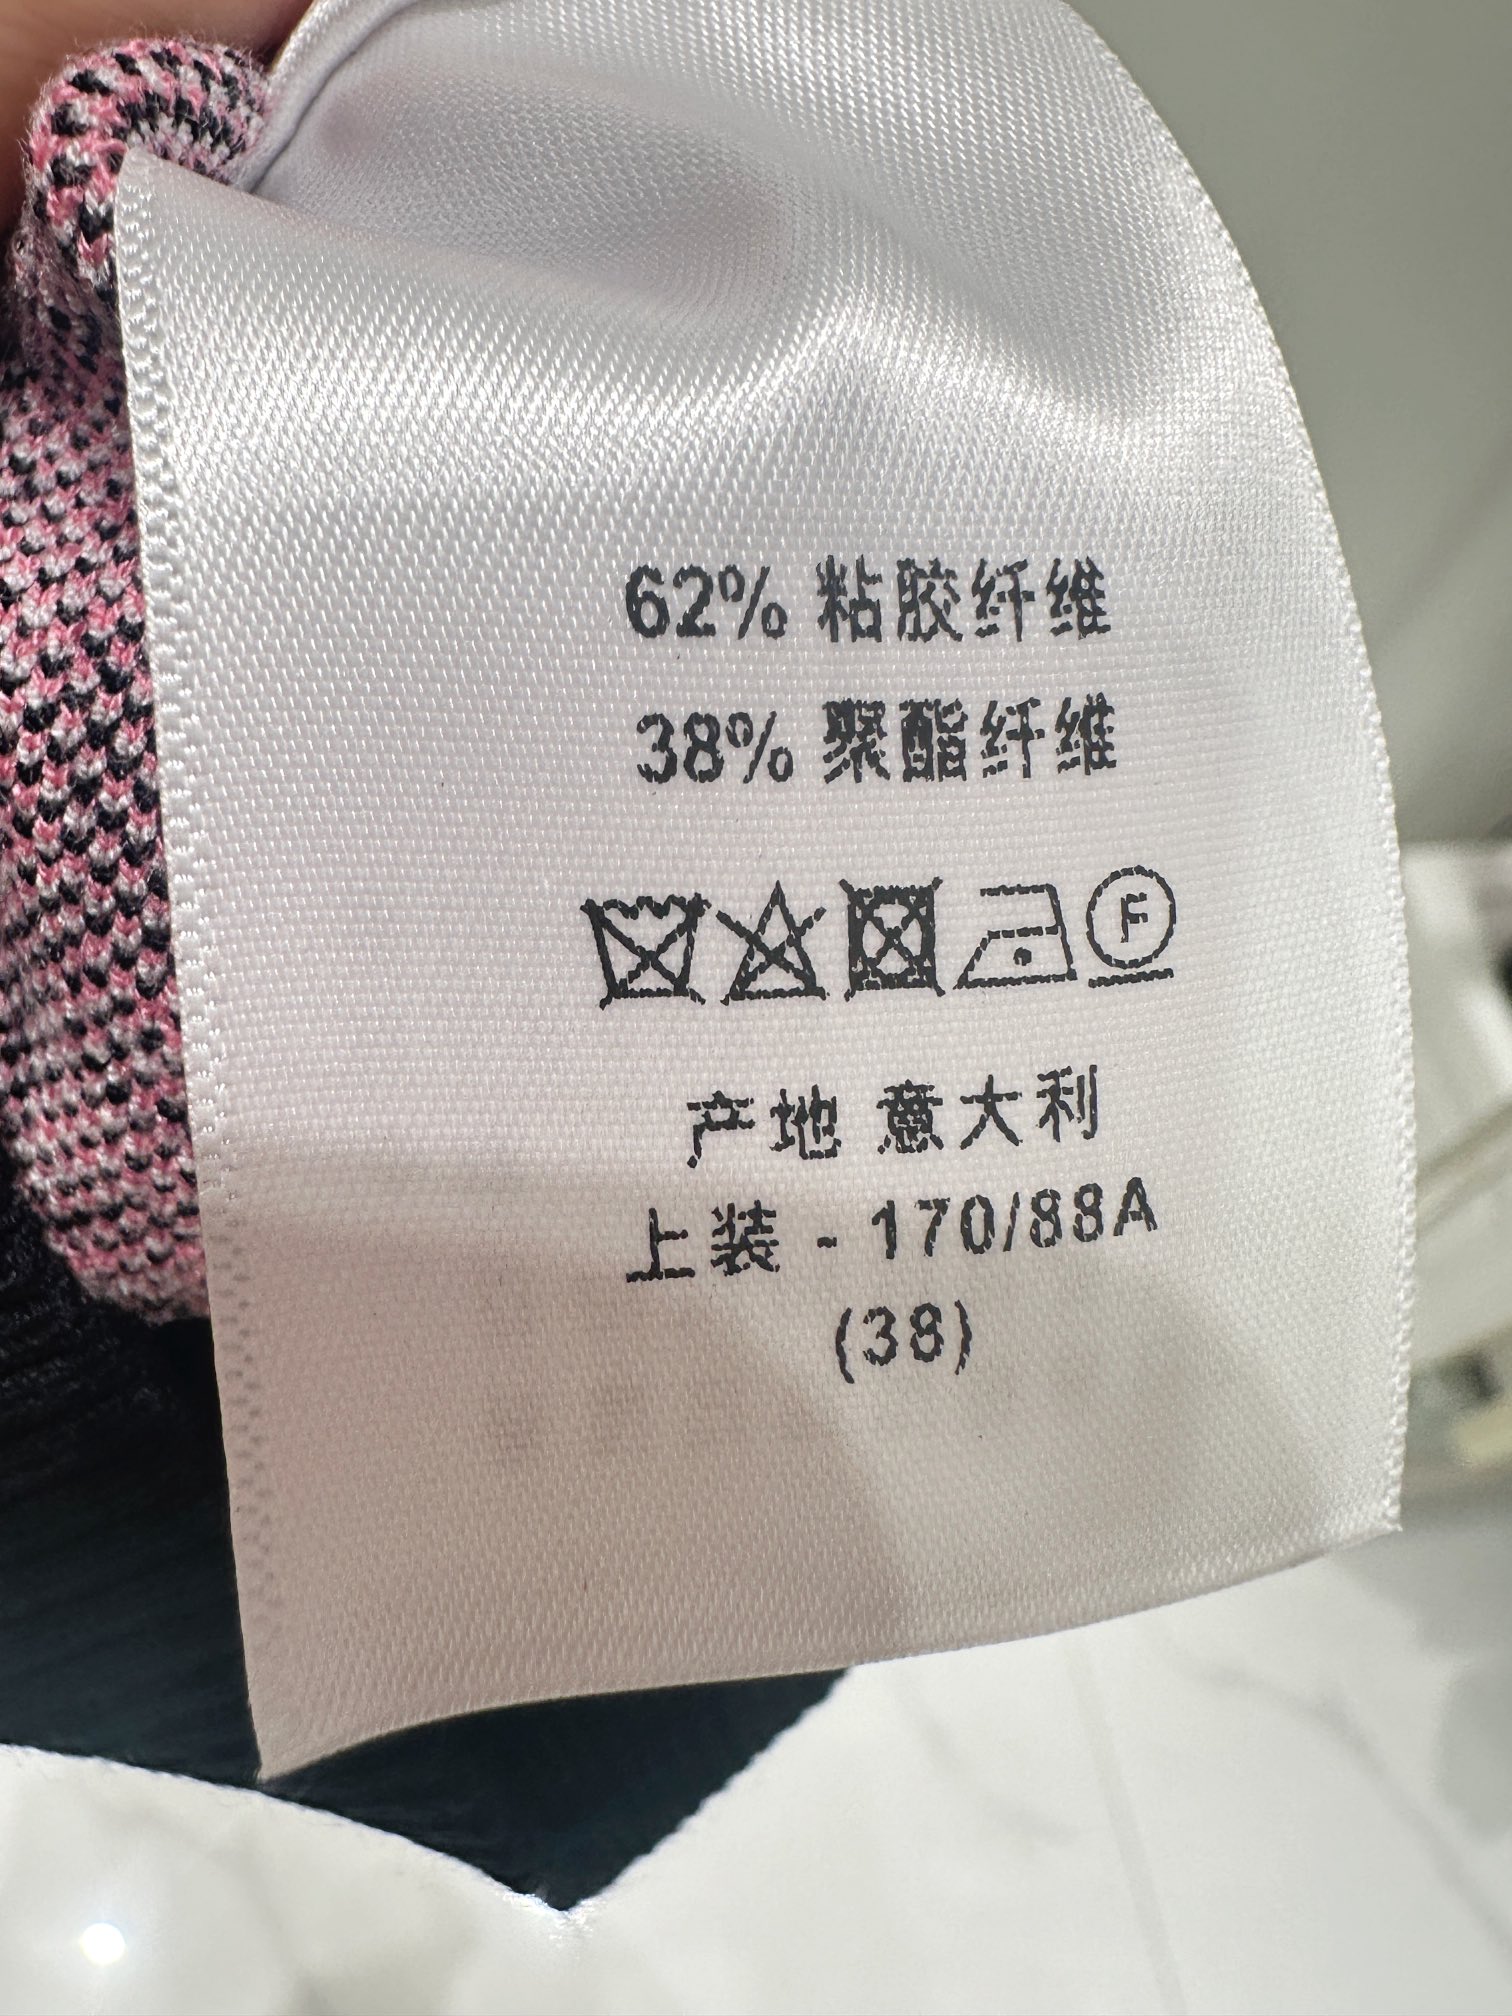 62% 粘胶纤维
38% 聚酯纤维
F
产地 意大利
上装 - 170/88A
(38)